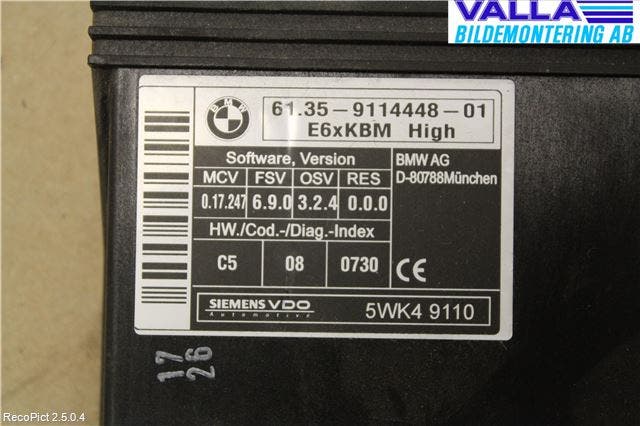 VALLA
BILDEMONTERING AB
BMW
61.35-9114448-01
E6xKBM High
Software, Version
MCV FSV OSV RES
0.17.247 6.9.0 3.2.4 0.0.0
HW./Cod.-/Diag.-Index
C5 08 0730
BMW AG
D-80788München
CE
SIEMENS VDO
Automotive
5WK4 9110
17
26
RecoPict 2.5.0.4